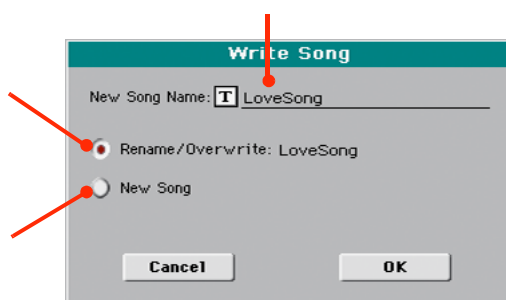 Write Song
New Song Name: T LoveSong
Rename/Overwrite: LoveSong
New Song
Cancel OK